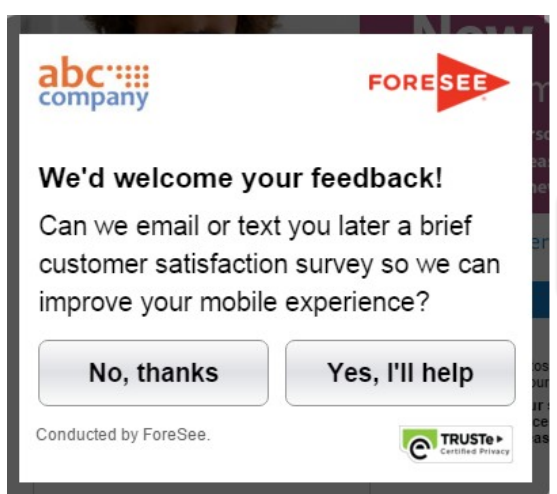 abc
company
FORESEE
We'd welcome your feedback!
Can we email or text you later a brief
customer satisfaction survey so we can
improve your mobile experience?
No, thanks
Yes, I'll help
Conducted by ForeSee.
TRUSTe
Certified Privacy